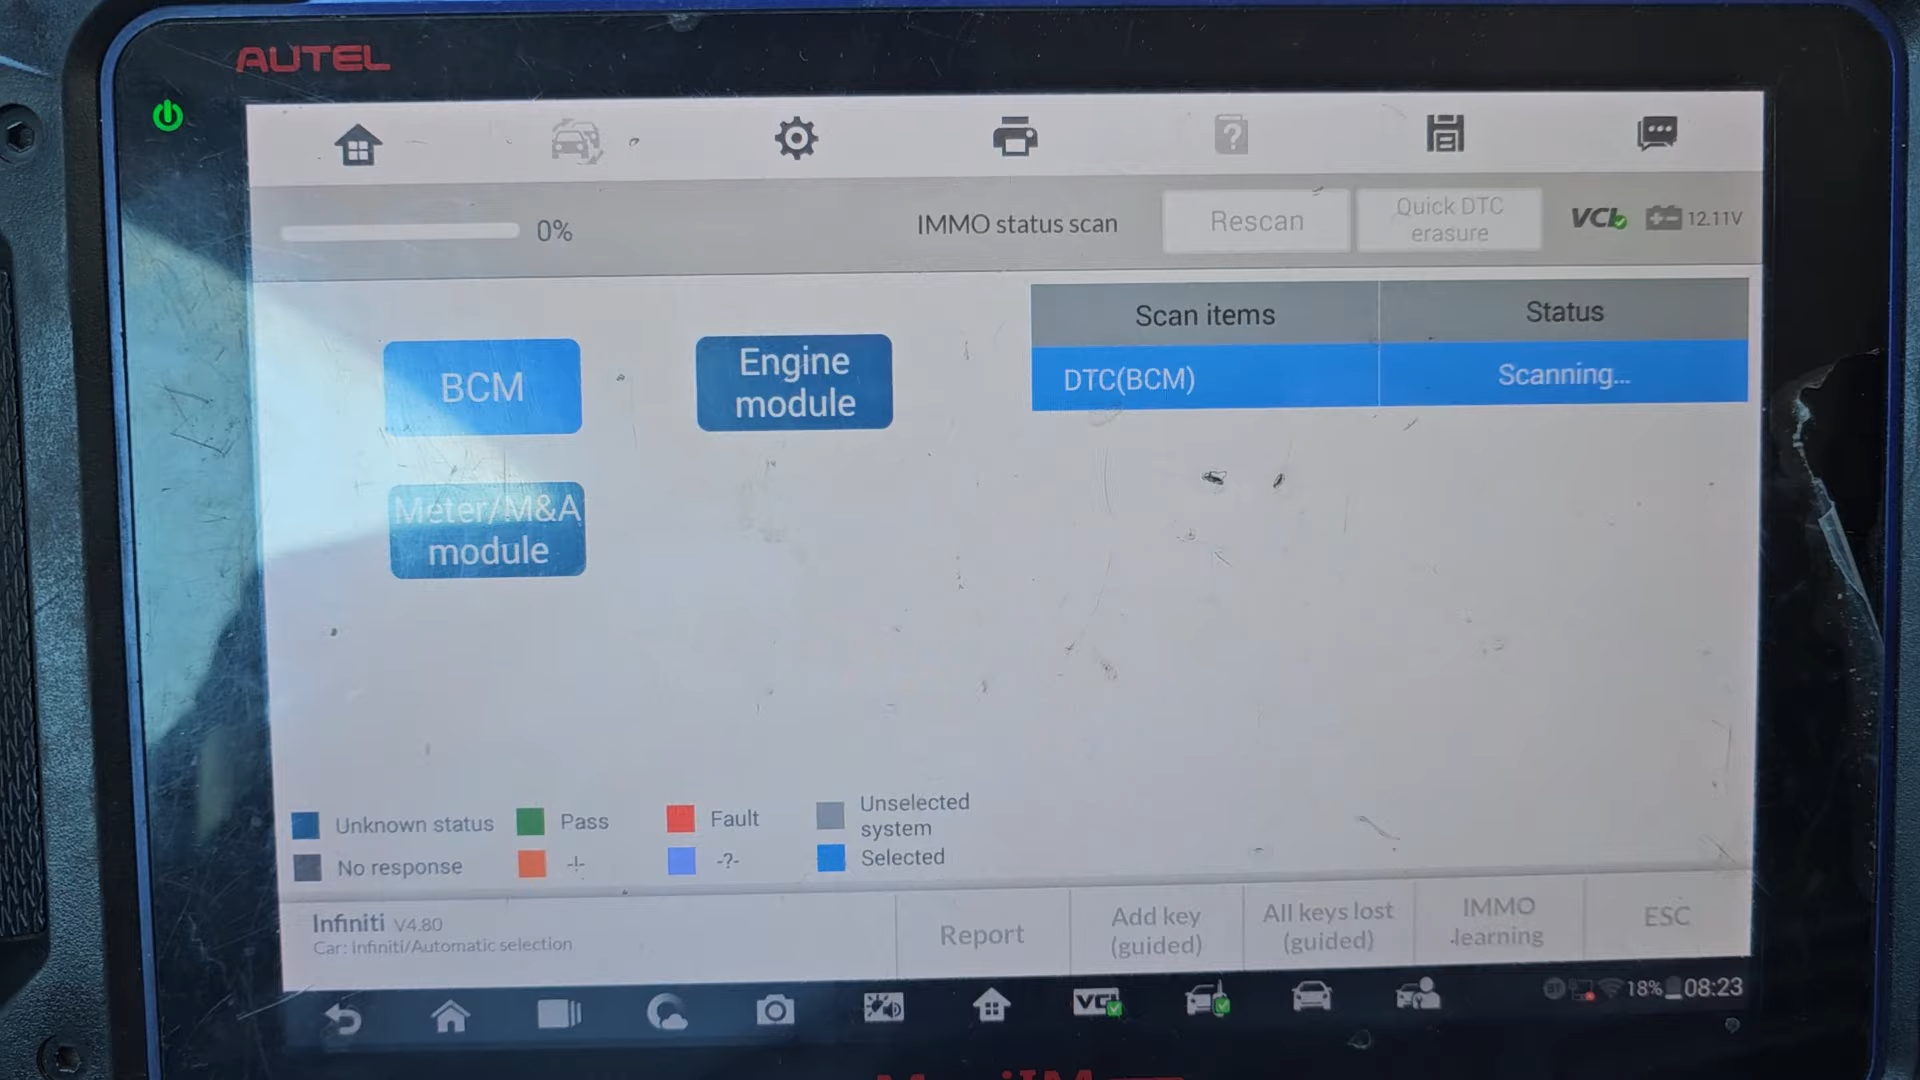 AUTEL
0%
IMMO status scan
Rescan
Quick DTC
erasure
VCI
12.11V
BCM
Engine
module
Scan items
Status
DTC(BCM)
Scanning...
Meter/M&A
module
Unknown status
Pass
Fault
Unselected
system
No response
-!-
-?-
Selected
Infiniti V4.80
Car: Infiniti/Automatic selection
Report
Add key
(guided)
All keys lost
(guided)
IMMO
learning
ESC
VCI
18%
08:23